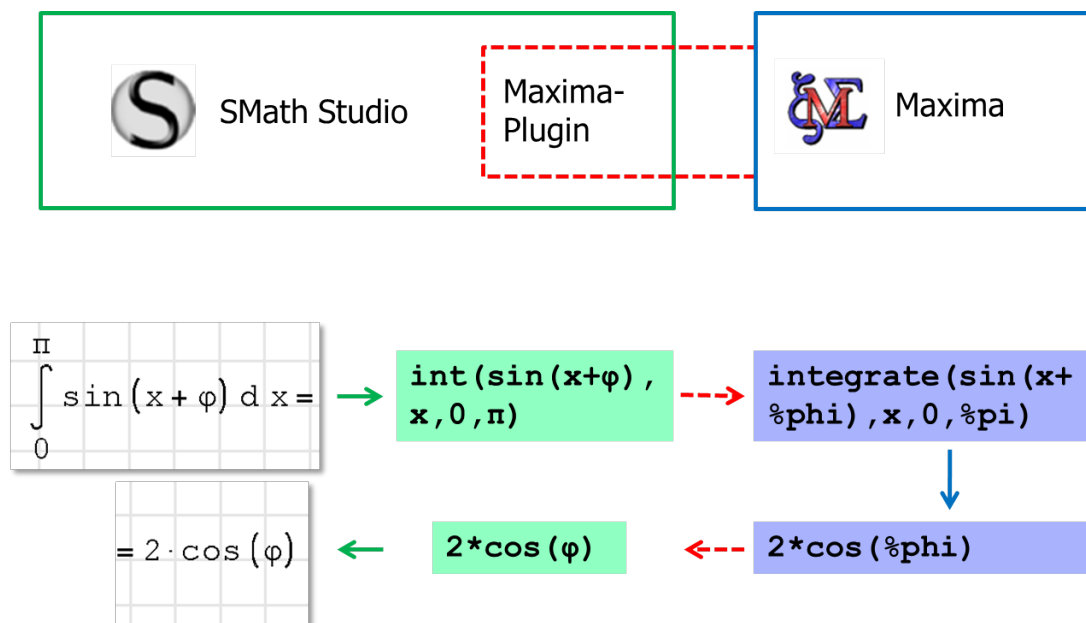 SMath Studio
Maxima-
Plugin
Maxima
π
∫ sin(x+φ) d x=
0
int(sin(x+φ),
x,0,π)
integrate(sin(x+
%phi),x,0,%pi)
= 2·cos(φ)
2*cos(φ)
2*cos(%phi)